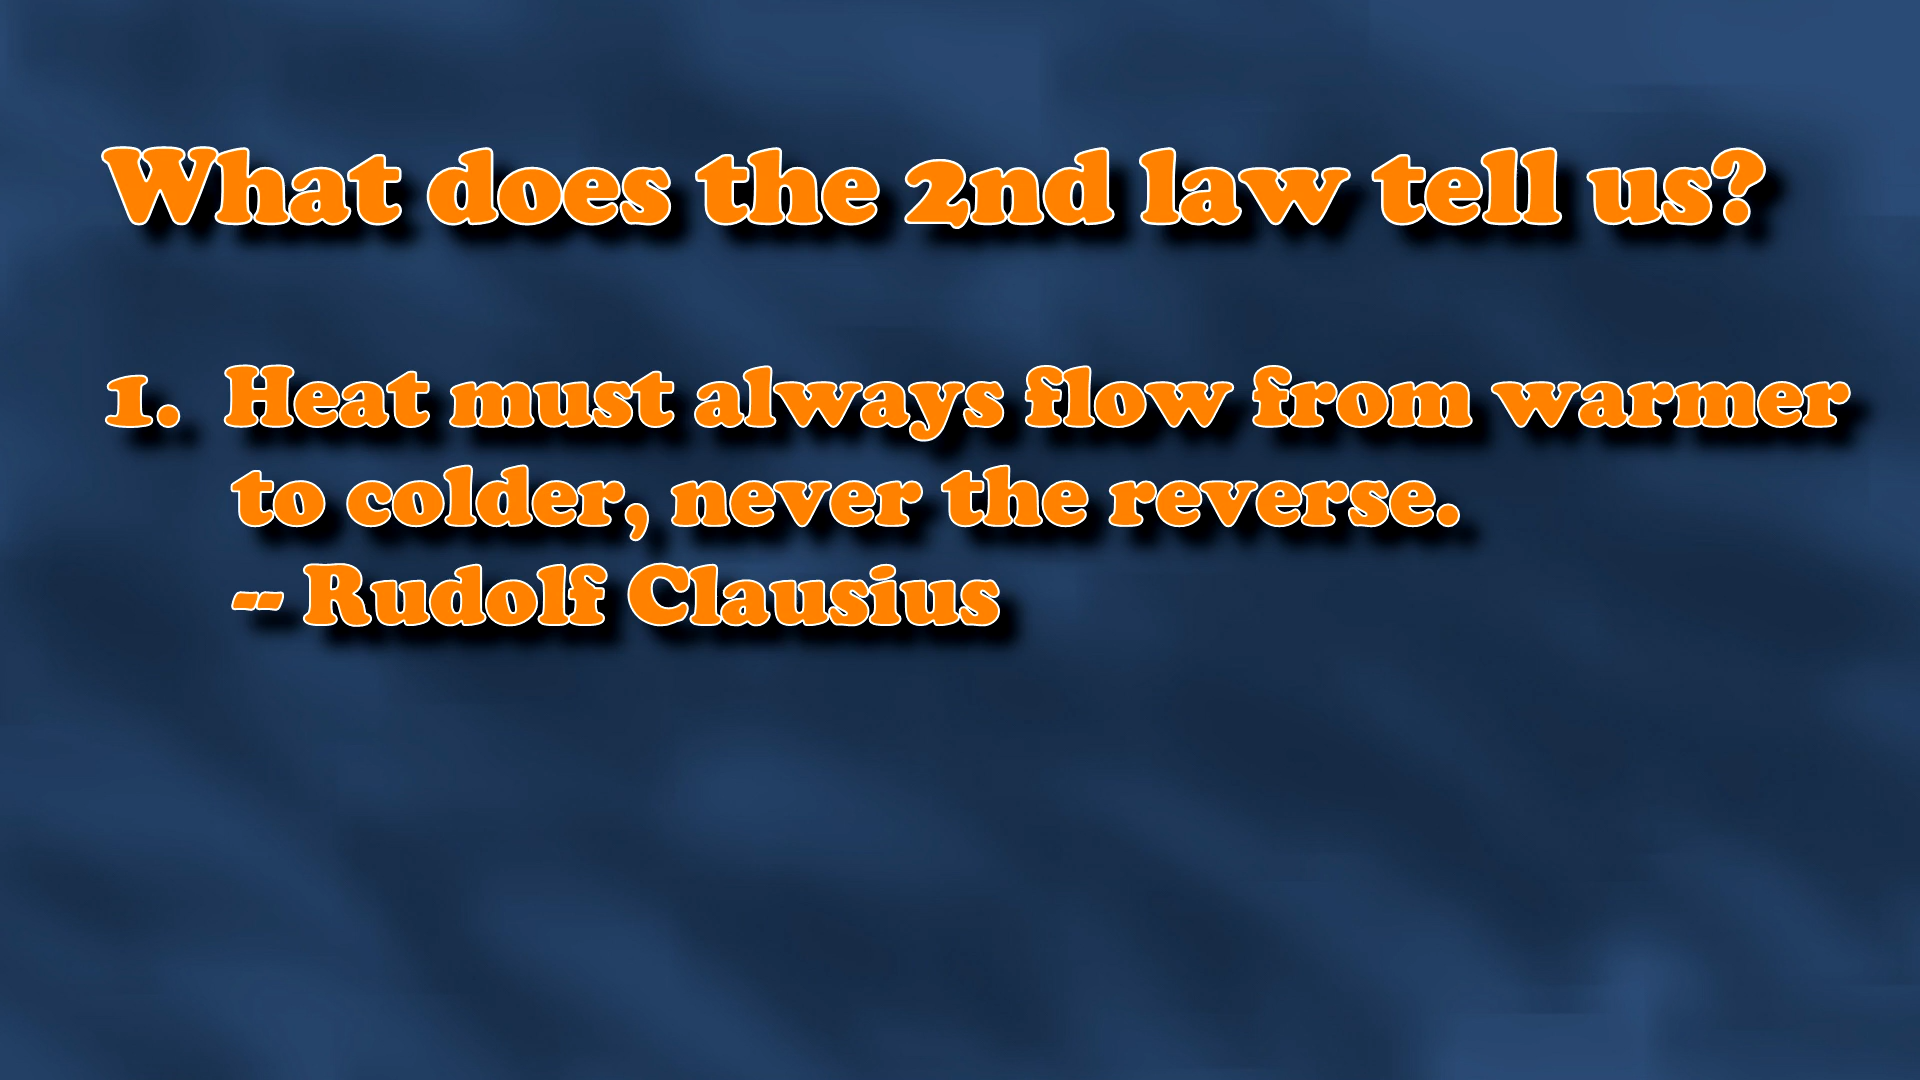 What does the 2nd law tell us?
1. Heat must always flow from warmer
to colder, never the reverse.
-- Rudolf Clausius